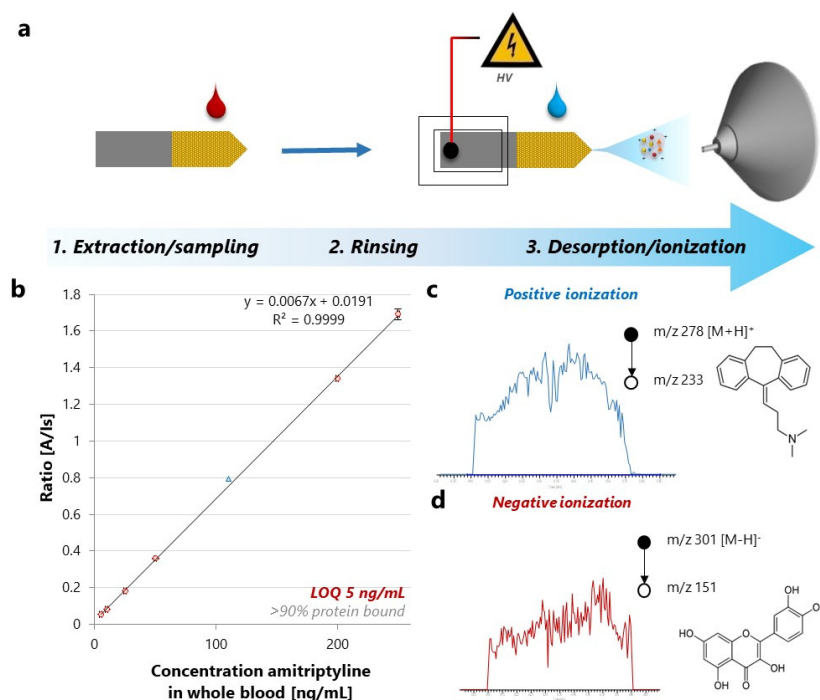 a
HV
1. Extraction/sampling
2. Rinsing
3. Desorption/ionization
b
y = 0.0067x + 0.0191
R² = 0.9999
1.8
1.6
1.4
1.2
1
0.8
0.6
0.4
0.2
0
0
100
200
Ratio [A/Is]
LOQ 5 ng/mL
>90% protein bound
Concentration amitriptyline
in whole blood [ng/mL]
c
Positive ionization
m/z 278 [M+H]⁺
m/z 233
N
d
Negative ionization
m/z 301 [M-H]⁻
m/z 151
OH
O
HO
O
OH
OH
O